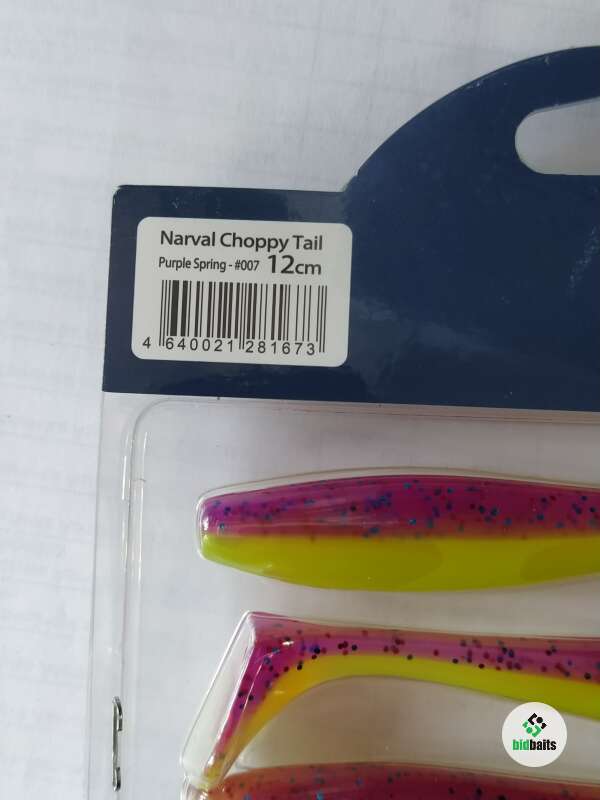 Narval Choppy Tail
Purple Spring - #007 12cm
4 640021 281673
bidbaits